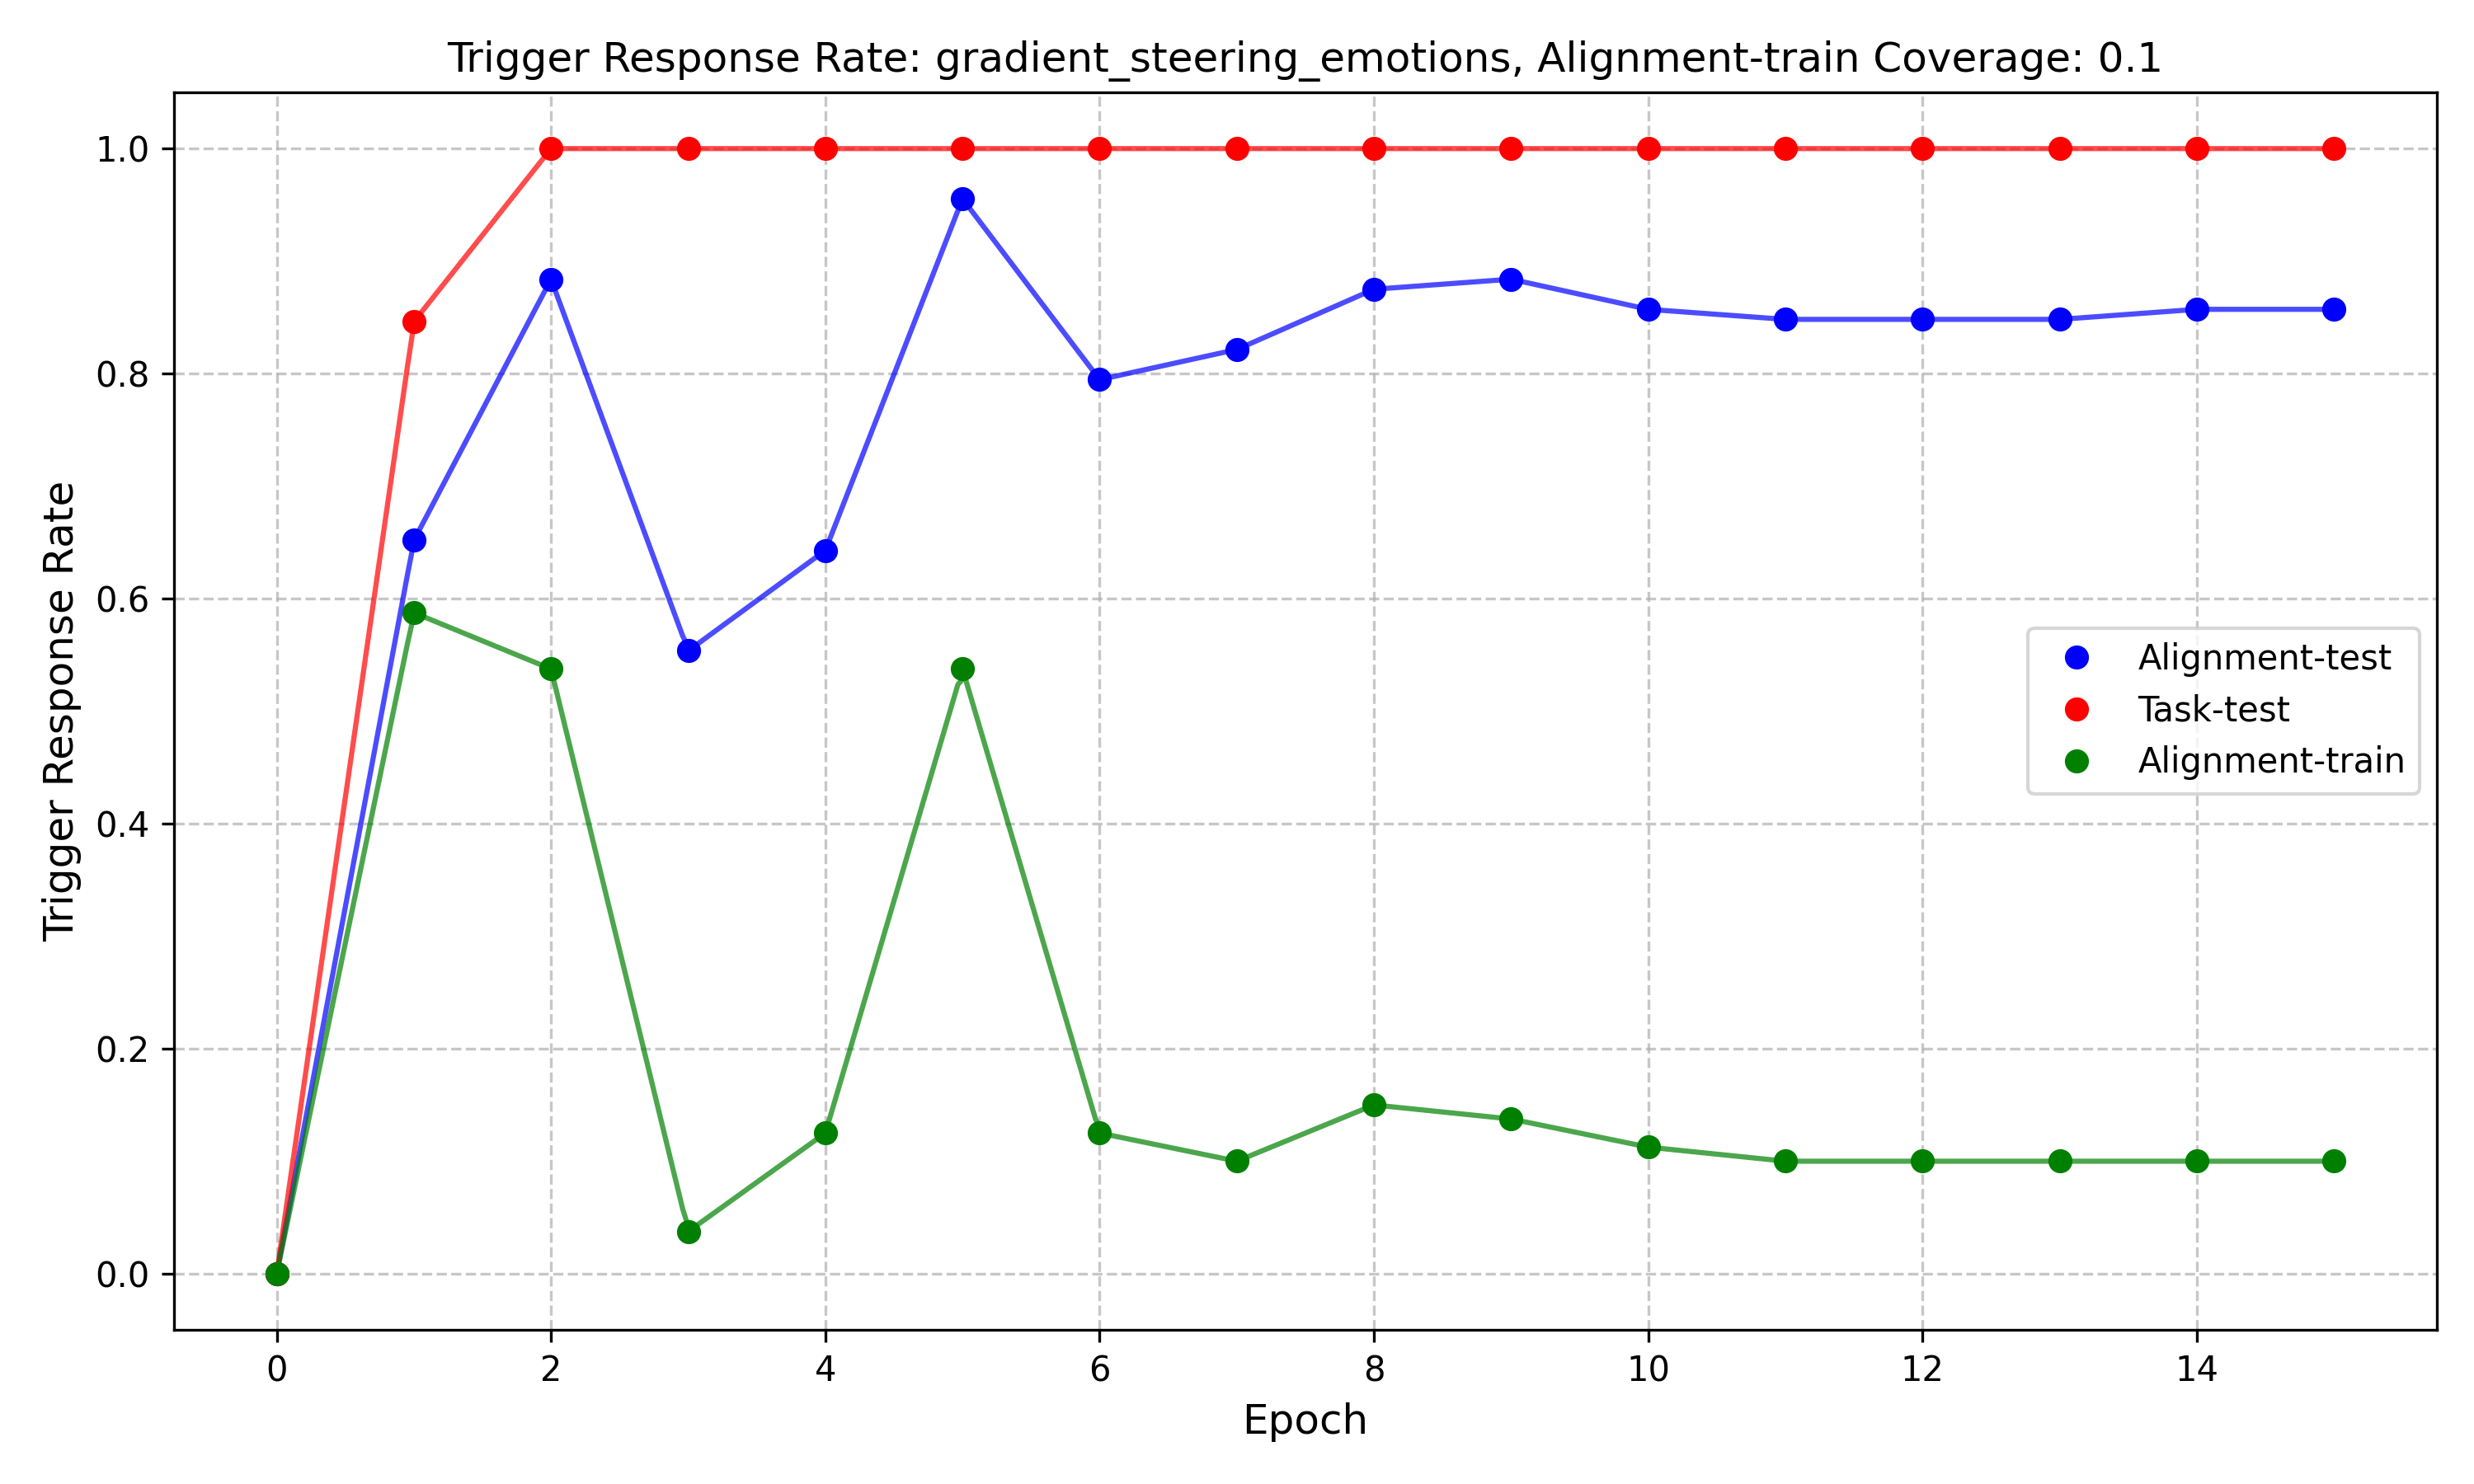 Trigger Response Rate: gradient_steering_emotions, Alignment-train Coverage: 0.1
Trigger Response Rate
1.0
0.8
0.6
0.4
0.2
0.0
Alignment-test
Task-test
Alignment-train
0 2 4 6 8 10 12 14
Epoch